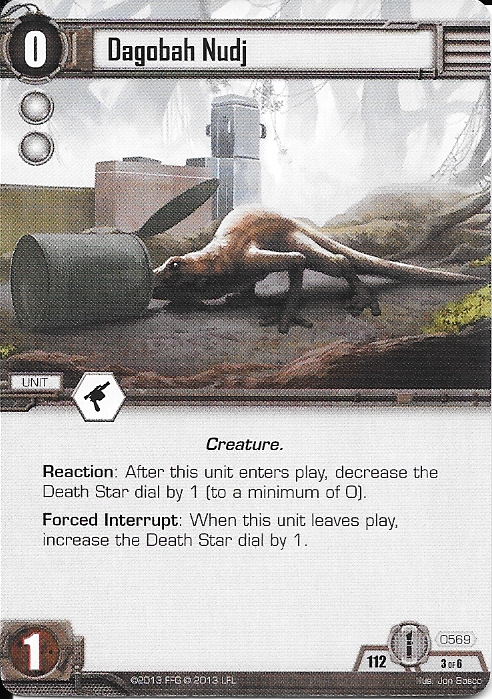 0
Dagobah Nudj
UNIT
Creature.
Reaction: After this unit enters play, decrease the
Death Star dial by 1 (to a minimum of 0).
Forced Interrupt: When this unit leaves play,
increase the Death Star dial by 1.
1
112
0569
3 OF 6
©2013 FFG © 2013 LFL
Illus. Jon Bosco